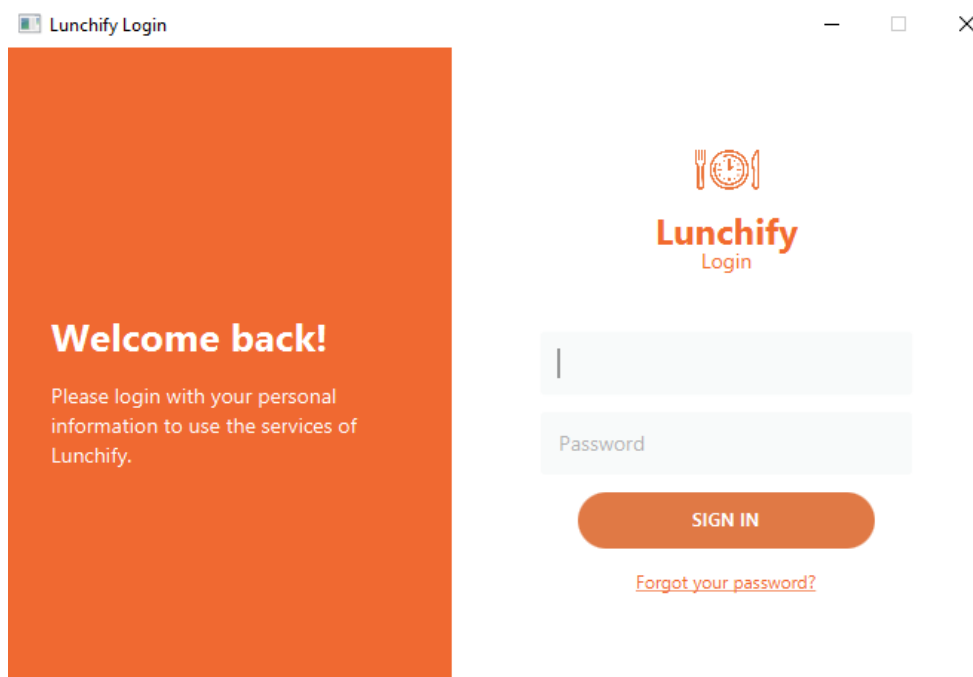 Lunchify Login
Welcome back!
Please login with your personal
information to use the services of
Lunchify.
Lunchify
Login
Password
SIGN IN
Forgot your password?